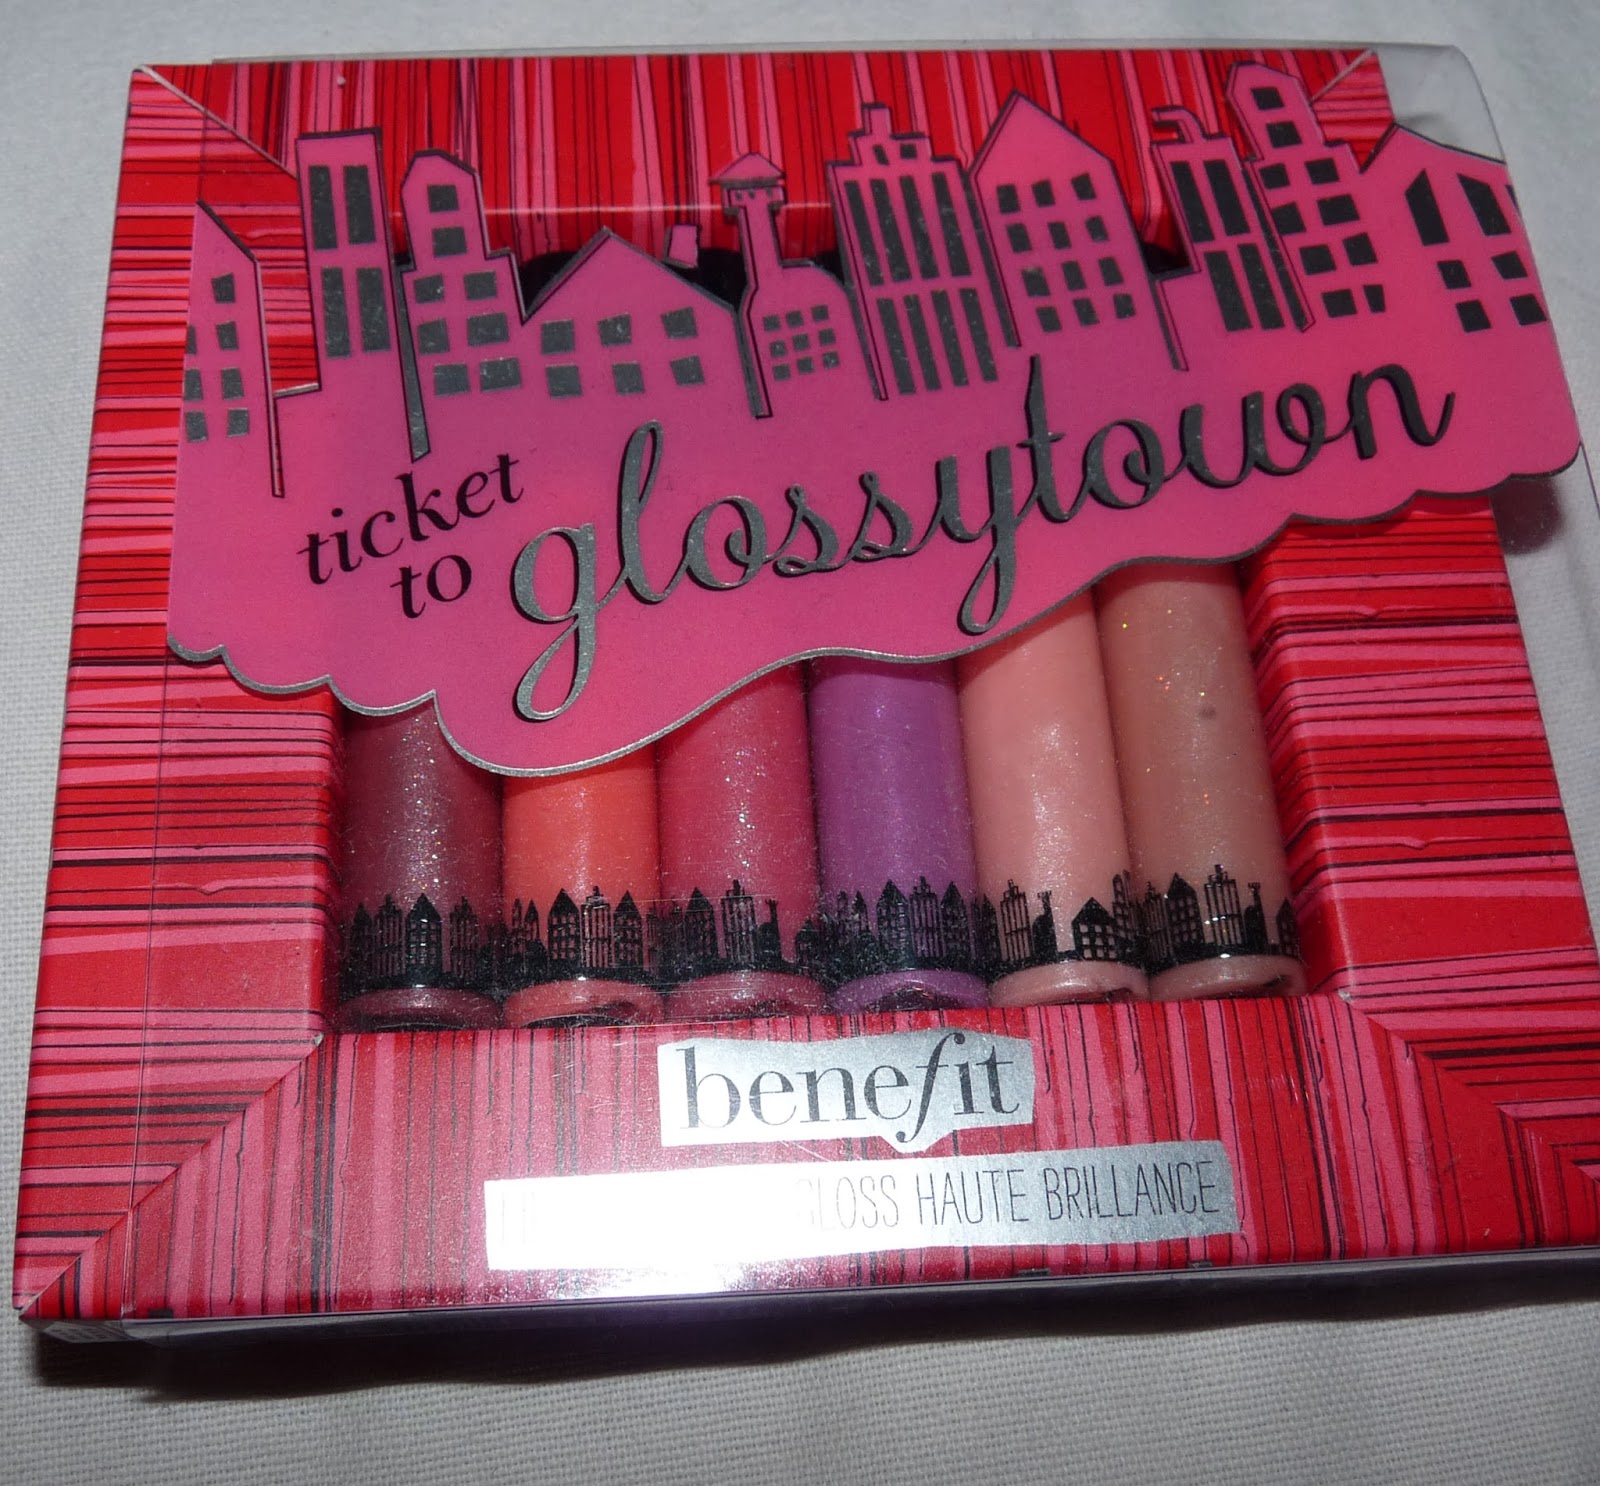 ticket
to glossytown
benefit
GLOSS HAUTE BRILLANCE